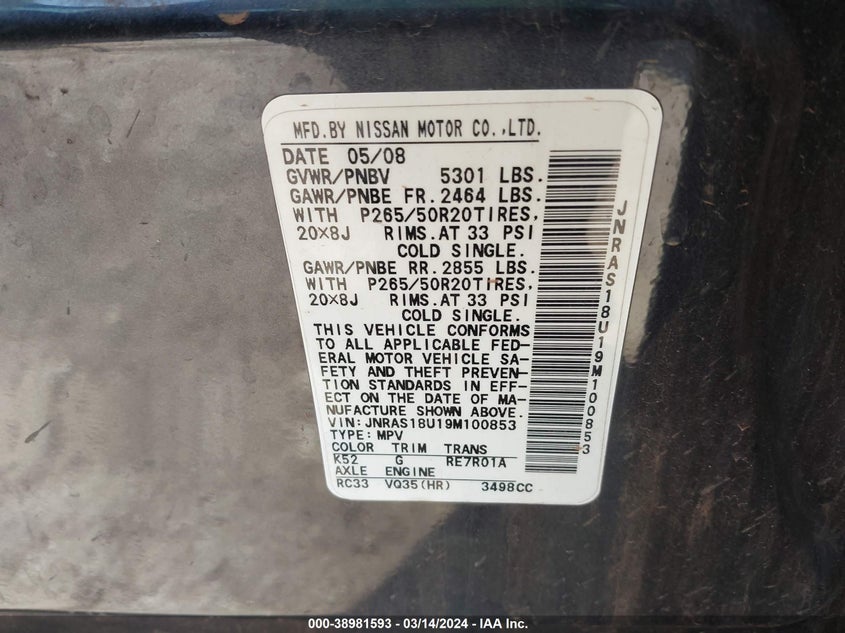 MFD.BY NISSAN MOTOR CO.,LTD.
DATE 05/08
GVWR/PNBV 5301 LBS.
GAWR/PNBE FR. 2464 LBS.
WITH P265/50R20TIRES,
20×8J RIMS.AT 33 PSI
COLD SINGLE.
GAWR/PNBE RR. 2855 LBS.
WITH P265/50R20TIRES,
20×8J RIMS.AT 33 PSI
COLD SINGLE.
THIS VEHICLE CONFORMS
TO ALL APPLICABLE FED-
ERAL MOTOR VEHICLE SA-
FETY AND THEFT PREVEN-
TION STANDARDS IN EFF-
ECT ON THE DATE OF MA-
NUFACTURE SHOWN ABOVE.
VIN: JNRAS18U19M100853
TYPE: MPV
COLOR TRIM TRANS
K52 G RE7R01A
AXLE ENGINE
RC33 VQ35(HR) 3498CC
JNRAS18U19M100853
000-38981593 - 03/14/2024 - IAA Inc.